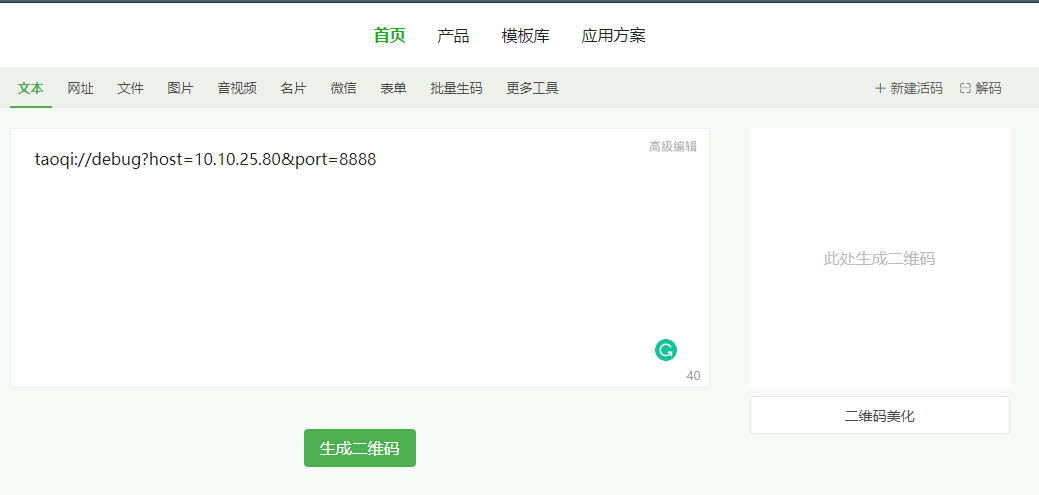 首页 产品 模板库 应用方案
文本 网址 文件 图片 音视频 名片 微信 表单 批量生码 更多工具 新建活码 解码
高级编辑
taoqi://debug?host=10.10.25.80&port=8888
此处生成二维码
40
二维码美化
生成二维码